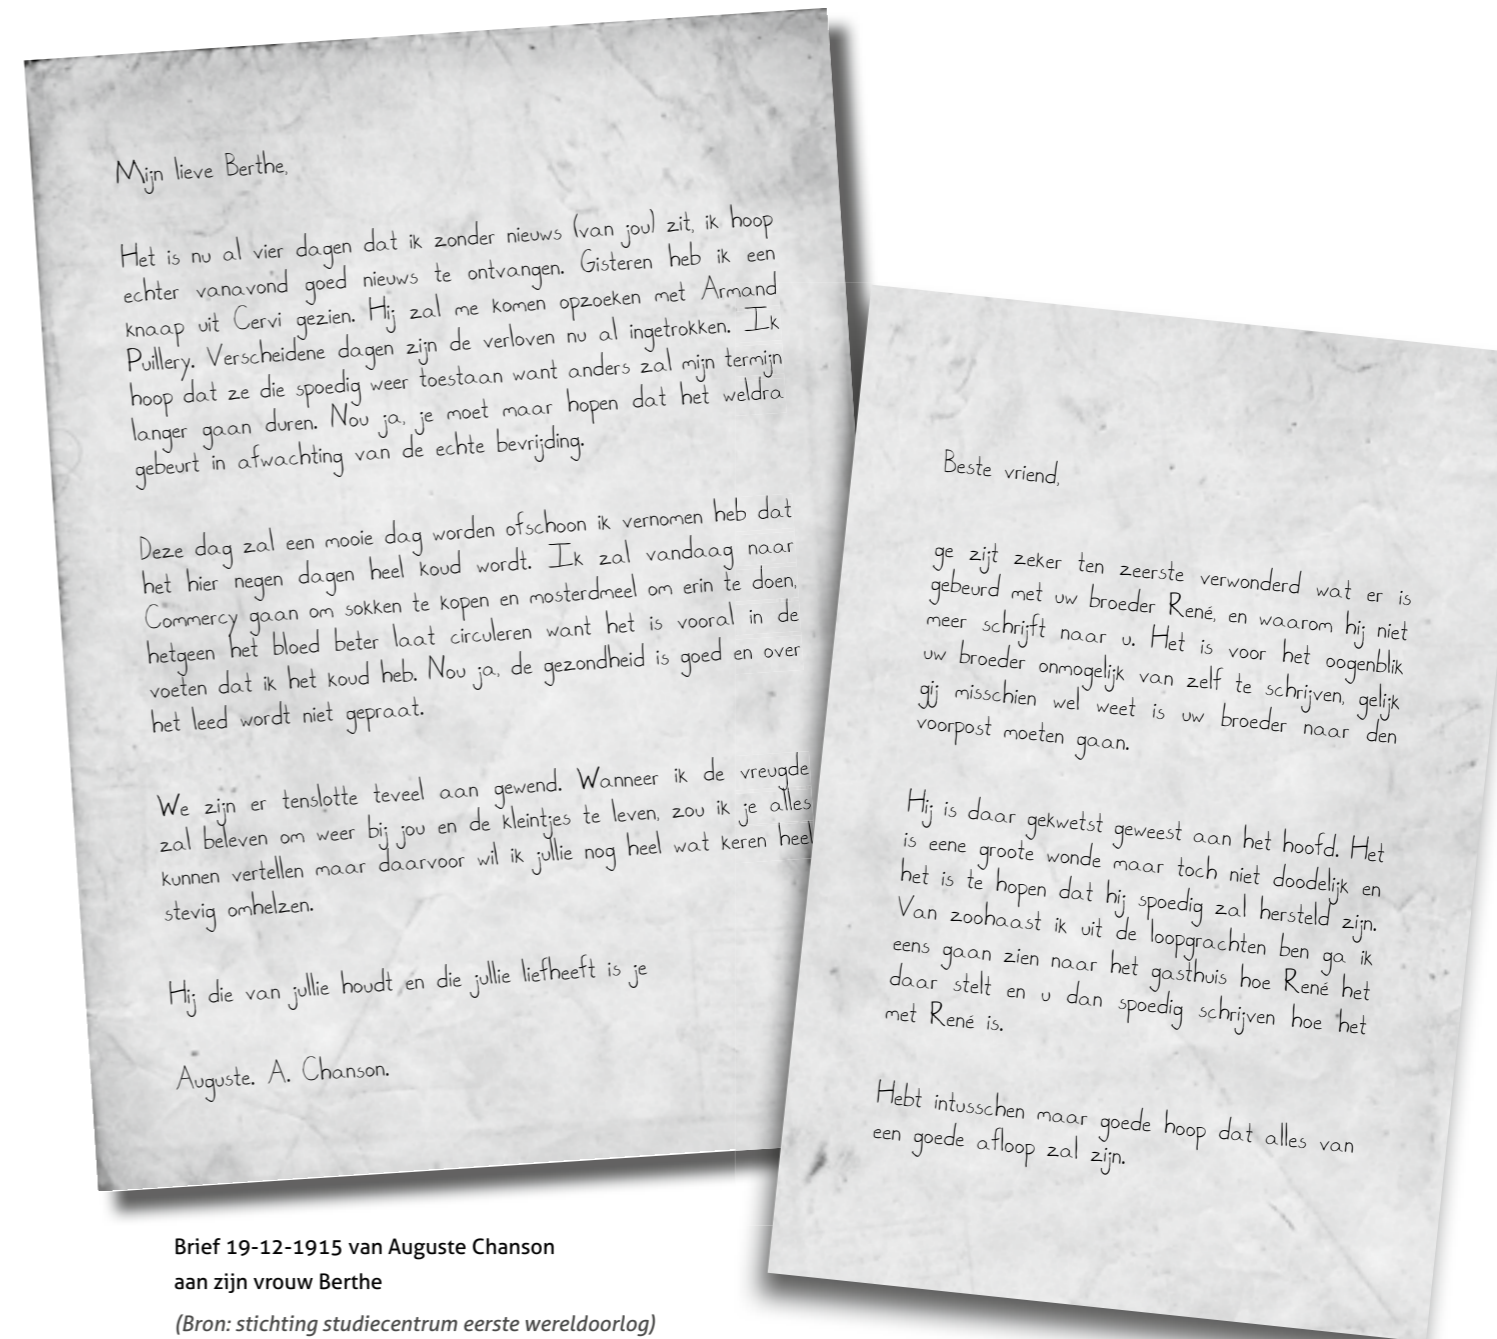 Mijn lieve Berthe,
Het is nu al vier dagen dat ik zonder nieuws (van jou) zit, ik hoop
echter vanavond goed nieuws te ontvangen. Gisteren heb ik een
knaap uit Cervi gezien. Hij zal me komen opzoeken met Armand
Puillery. Verscheidene dagen zijn de verloven nu al ingetrokken. Ik
hoop dat ze die spoedig weer toestaan want anders zal mijn termijn
langer gaan duren. Nou ja, je moet maar hopen dat het weldra
gebeurt in afwachting van de echte bevrijding.
Deze dag zal een mooie dag worden ofschoon ik vernomen heb dat
het hier negen dagen heel koud wordt. Ik zal vandaag naar
Commercy gaan om sokken te kopen en mosterdmeel om erin te doen,
hetgeen het bloed beter laat circuleren want het is vooral in de
voeten dat ik het koud heb. Nou ja, de gezondheid is goed en over
het leed wordt niet gepraat.
We zijn er tenslotte teveel aan gewend. Wanneer ik de vreugde
zal beleven om weer bij jou en de kleintjes te leven, zou ik je alles
kunnen vertellen maar daarvoor wil ik jullie nog heel wat keren heel
stevig omhelzen.
Hij die van jullie houdt en die jullie liefheeft is je
Auguste. A. Chanson.
Brief 19-12-1915 van Auguste Chanson
aan zijn vrouw Berthe
(Bron: stichting studiecentrum eerste wereldoorlog)
Beste vriend,
ge zijt zeker ten zeerste verwonderd wat er is
gebeurd met uw broeder René, en waarom hij niet
meer schrijft naar u. Het is voor het oogenblik
uw broeder onmogelijk van zelf te schrijven, gelijk
gij misschien wel weet is uw broeder naar den
voorpost moeten gaan.
Hij is daar gekwetst geweest aan het hoofd. Het
is eene groote wonde maar toch niet doodelijk en
het is te hopen dat hij spoedig zal hersteld zijn.
Van zoohaast ik uit de loopgrachten ben ga ik
eens gaan zien naar het gasthuis hoe René het
daar stelt en u dan spoedig schrijven hoe het
met René is.
Hebt intusschen maar goede hoop dat alles van
een goede afloop zal zijn.